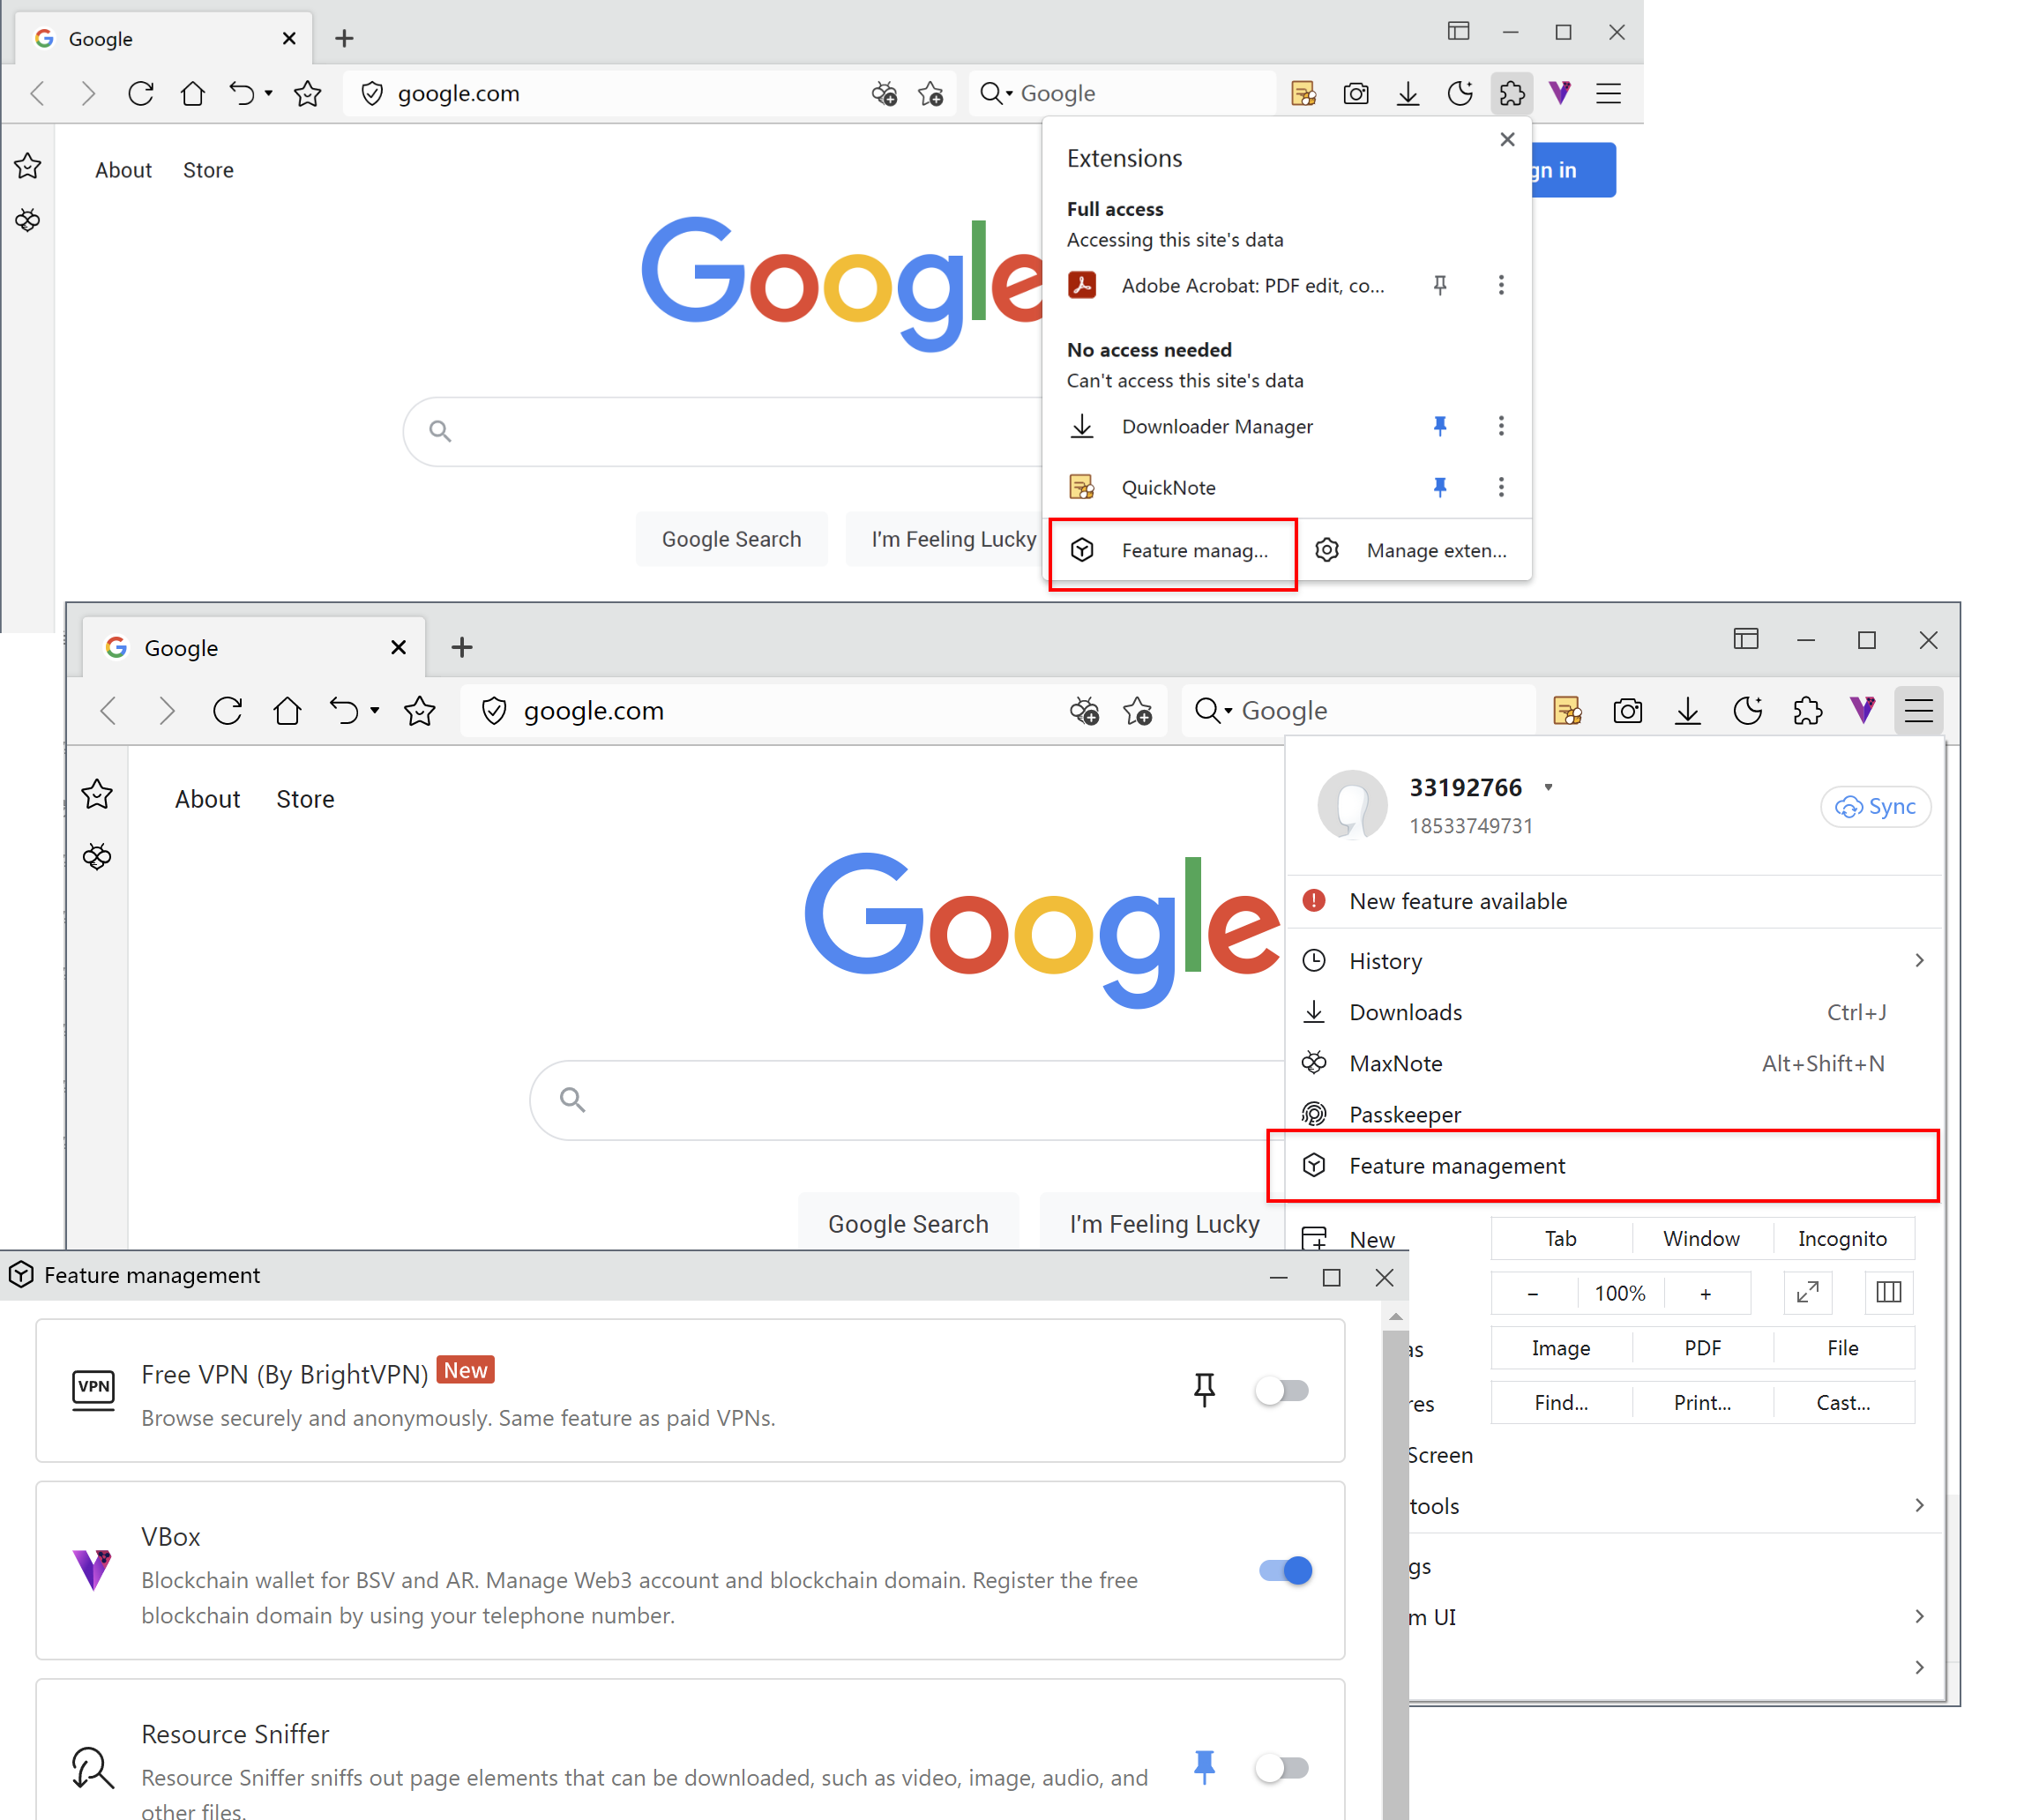 Google
google.com
Google
About
Store
gn in
Google
Google Search
I'm Feeling Lucky
Extensions
Full access
Accessing this site's data
Adobe Acrobat: PDF edit, co...
No access needed
Can't access this site's data
Downloader Manager
QuickNote
Feature manag...
Manage exten...
Google
google.com
Google
About
Store
Google
Google Search
I'm Feeling Lucky
33192766
18533749731
Sync
New feature available
History
Downloads Ctrl+J
MaxNote Alt+Shift+N
Passkeeper
Feature management
New Tab Window Incognito
− 100% +
as Image PDF File
res Find... Print... Cast...
Screen
tools
gs
m UI
Feature management
VPN
Free VPN (By BrightVPN) New
Browse securely and anonymously. Same feature as paid VPNs.
VBox
Blockchain wallet for BSV and AR. Manage Web3 account and blockchain domain. Register the free
blockchain domain by using your telephone number.
Resource Sniffer
Resource Sniffer sniffs out page elements that can be downloaded, such as video, image, audio, and
other files.